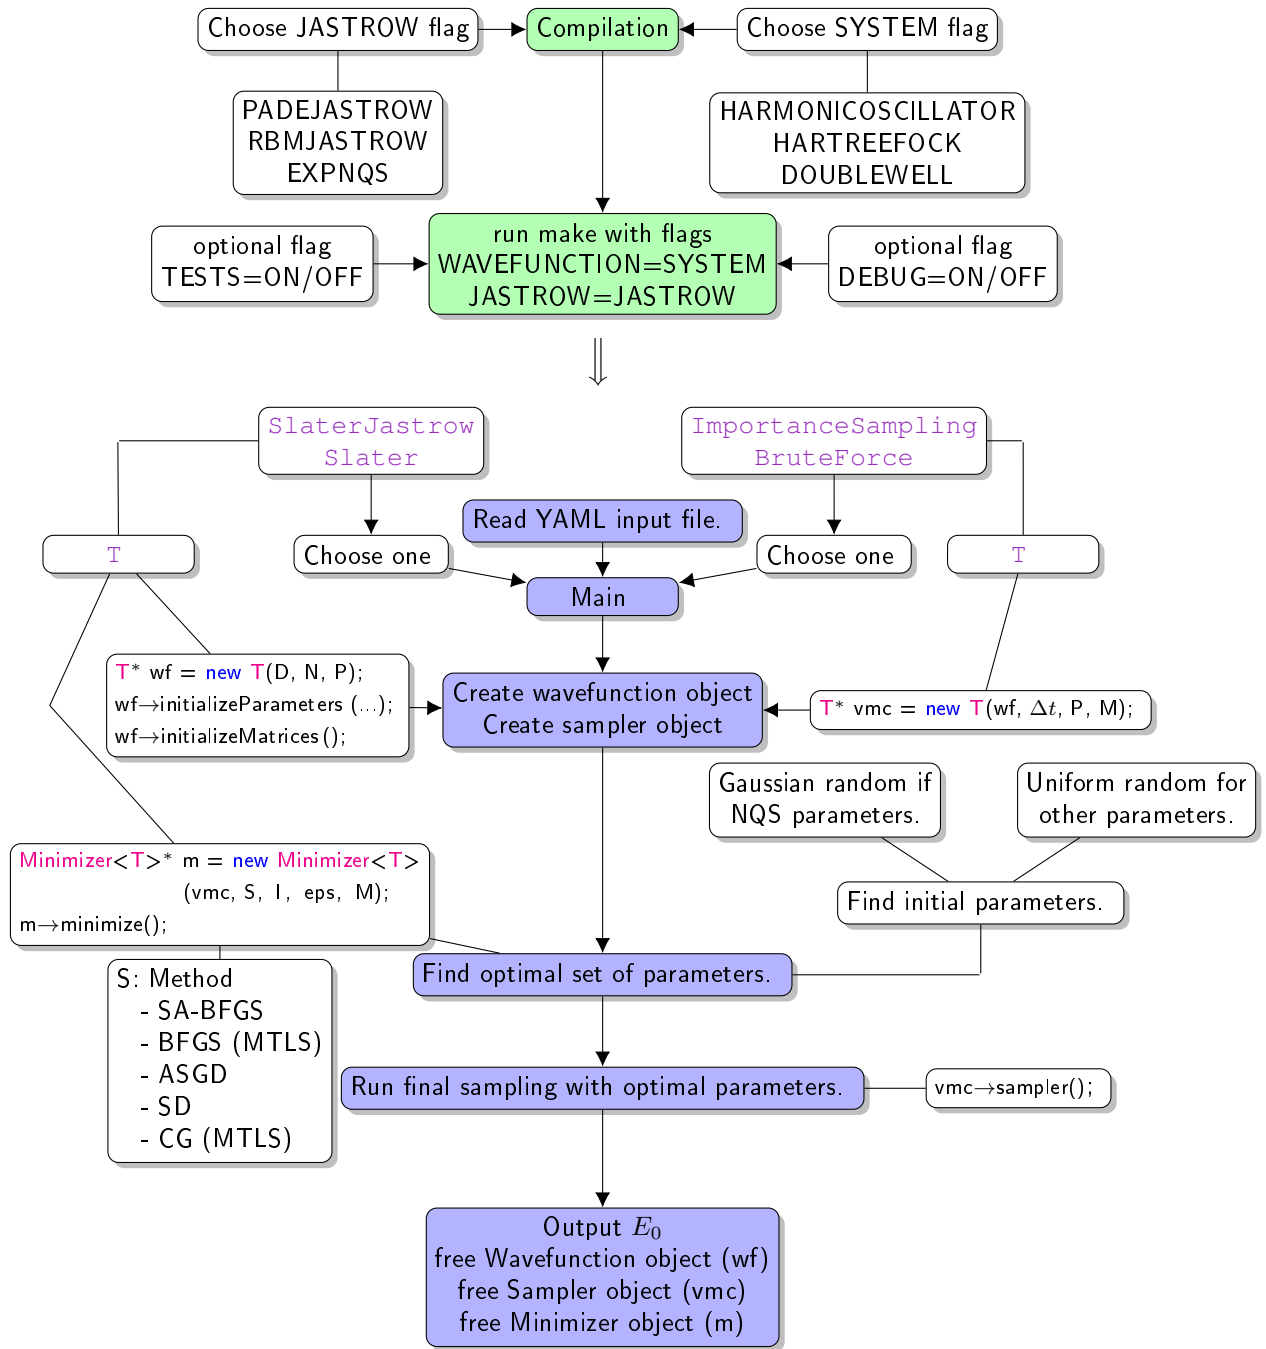 Choose JASTROW flag
Compilation
Choose SYSTEM flag
PADEJASTROW
RBMJASTROW
EXPNQS
HARMONICOSCILLATOR
HARTREEFOCK
DOUBLEWELL
optional flag
TESTS=ON/OFF
run make with flags
WAVEFUNCTION=SYSTEM
JASTROW=JASTROW
optional flag
DEBUG=ON/OFF
⇓
SlaterJastrow
Slater
ImportanceSampling
BruteForce
Read YAML input file.
T
Choose one
Choose one
T
Main
T* wf = new T(D, N, P);
wf→initializeParameters (...);
wf→initializeMatrices();
Create wavefunction object
Create sampler object
T* vmc = new T(wf, Δt, P, M);
Gaussian random if
NQS parameters.
Uniform random for
other parameters.
Minimizer<T>* m = new Minimizer<T>
(vmc, S, I, eps, M);
m→minimize();
Find initial parameters.
Find optimal set of parameters.
S: Method
- SA-BFGS
- BFGS (MTLS)
- ASGD
- SD
- CG (MTLS)
Run final sampling with optimal parameters.
vmc→sampler();
Output E₀
free Wavefunction object (wf)
free Sampler object (vmc)
free Minimizer object (m)